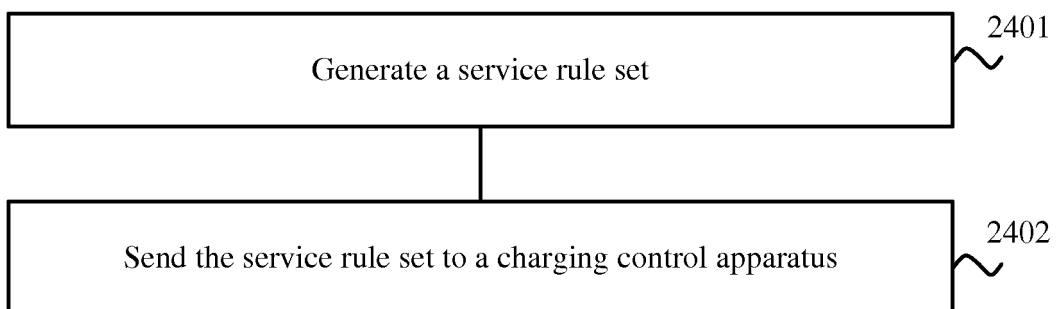 2401
Generate a service rule set
2402
Send the service rule set to a charging control apparatus